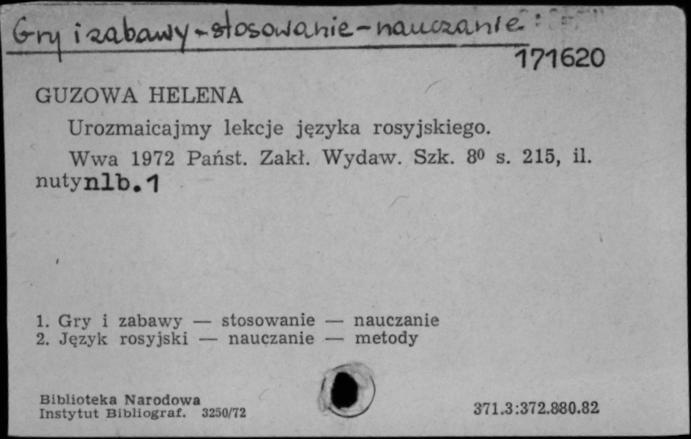 Gry i zabawy - stosowanie - nauczanie
171620
GUZOWA HELENA
Urozmaicajmy lekcje języka rosyjskiego.
Wwa 1972 Państ. Zakł. Wydaw. Szk. 8⁰ s. 215, il.
nuty nlb. 1
1. Gry i zabawy — stosowanie — nauczanie
2. Język rosyjski — nauczanie — metody
Biblioteka Narodowa
Instytut Bibliograf. 3250/72
371.3:372.880.82